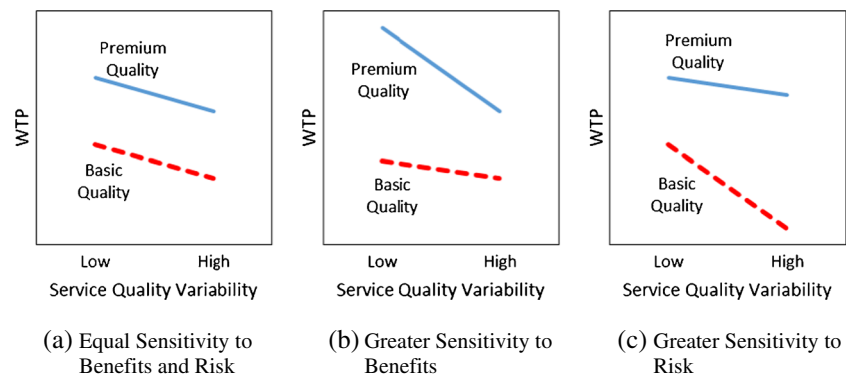 Premium
Quality
WTP
Basic
Quality
Low High
Service Quality Variability
(a) Equal Sensitivity to
Benefits and Risk
Premium
Quality
WTP
Basic
Quality
Low High
Service Quality Variability
(b) Greater Sensitivity to
Benefits
Premium
Quality
WTP
Basic
Quality
Low High
Service Quality Variability
(c) Greater Sensitivity to
Risk